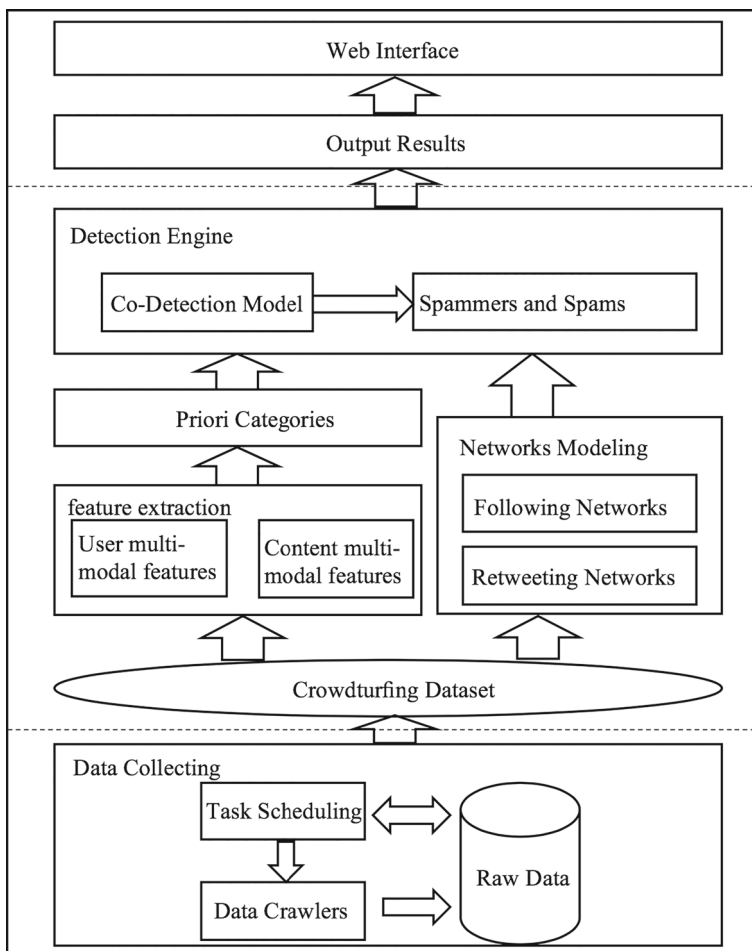 Web Interface
Output Results
Detection Engine
Co-Detection Model
Spammers and Spams
Priori Categories
Networks Modeling
feature extraction
User multi-
modal features
Content multi-
modal features
Following Networks
Retweeting Networks
Crowdturfing Dataset
Data Collecting
Task Scheduling
Raw Data
Data Crawlers